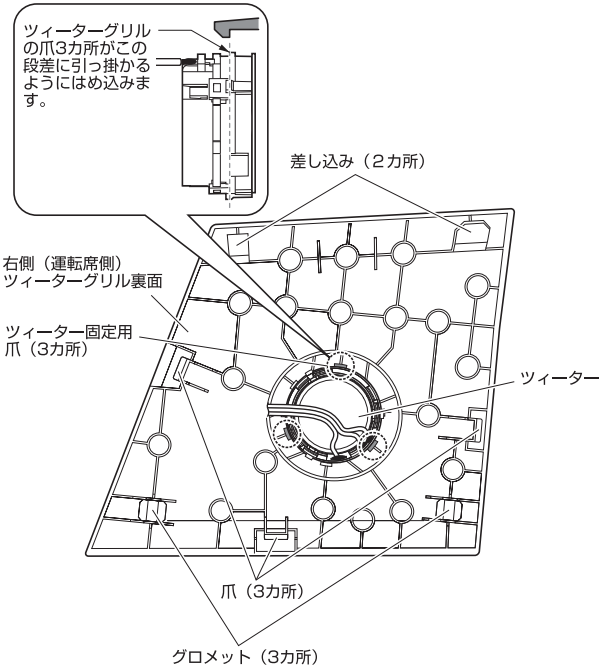 ツィーターグリル
の爪3カ所がこの
段差に引っ掛かる
ようにはめ込みま
す。
差し込み（2カ所）
右側（運転席側）
ツィーターグリル裏面
ツィーター固定用
爪（3カ所）
ツィーター
爪（3カ所）
グロメット（3カ所）